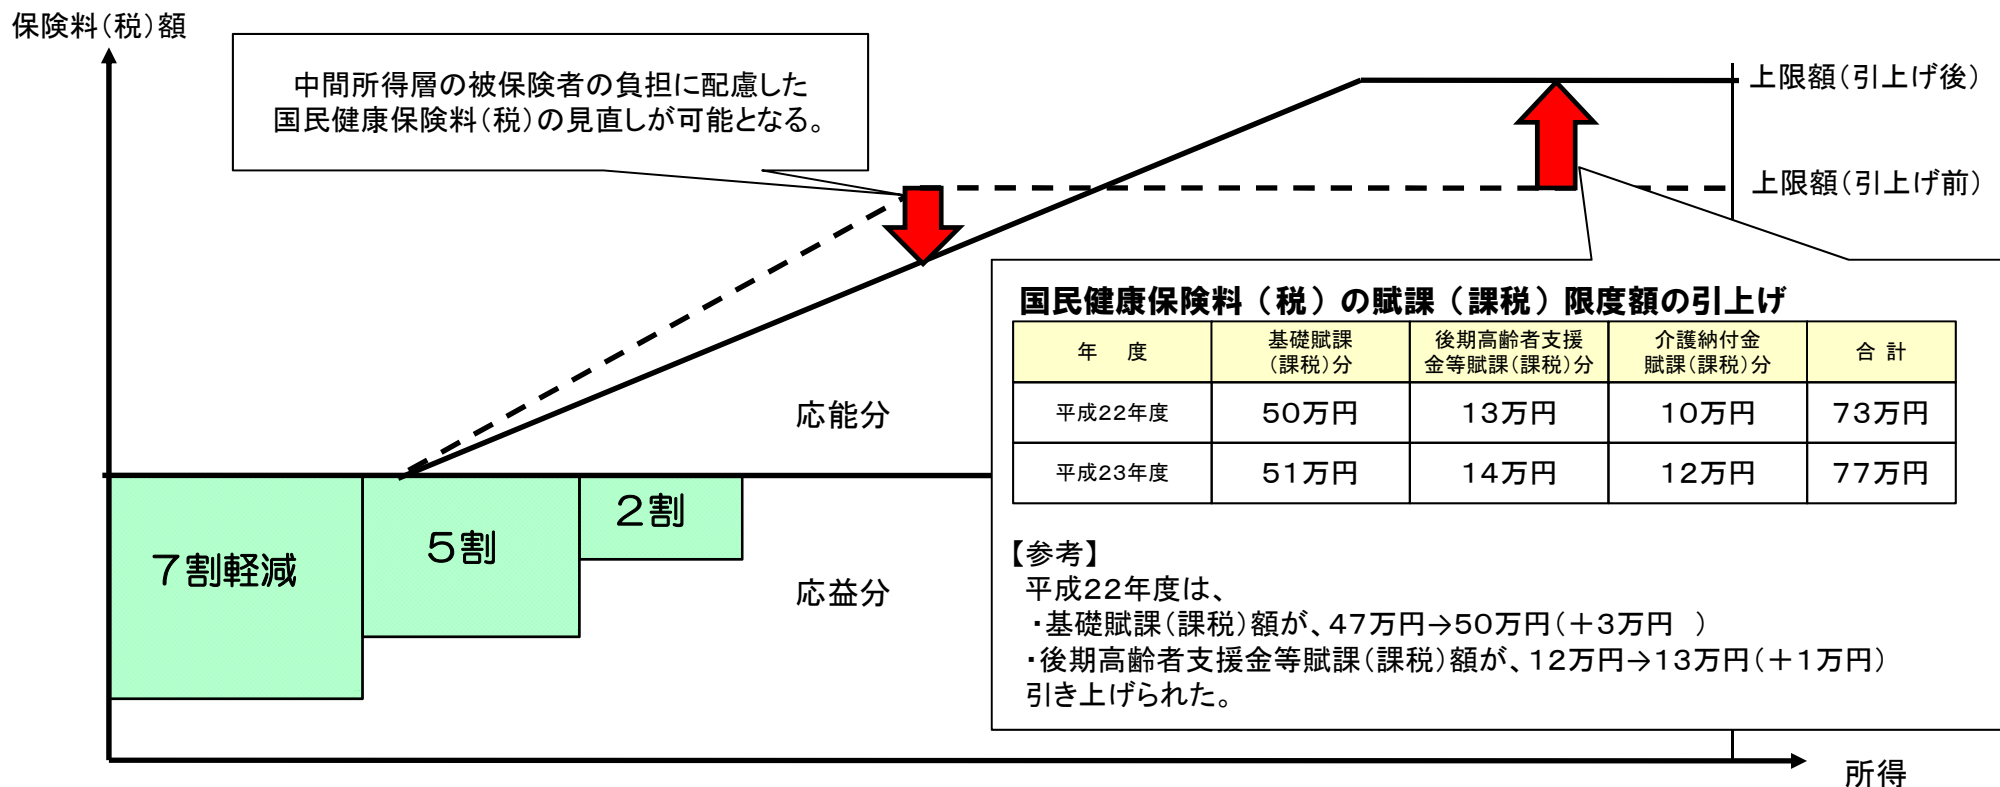 保険料(税)額
中間所得層の被保険者の負担に配慮した
国民健康保険料(税)の見直しが可能となる。
上限額(引上げ後)
上限額(引上げ前)
国民健康保険料（税）の賦課（課税）限度額の引上げ
年　度 基礎賦課(課税)分 後期高齢者支援金等賦課(課税)分 介護納付金賦課(課税)分 合 計
平成22年度 50万円 13万円 10万円 73万円
平成23年度 51万円 14万円 12万円 77万円
【参考】
平成22年度は、
・基礎賦課(課税)額が、47万円→50万円(＋3万円　)
・後期高齢者支援金等賦課(課税)額が、12万円→13万円(＋1万円)
引き上げられた。
応能分
7割軽減
5割
2割
応益分
所得